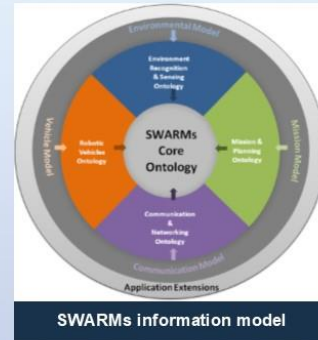 Environmental Model
Environment
Recognition
& Sensing
Ontology
Vehicle Model
Robotic
Vehicles
Ontology
SWARMs
Core
Ontology
Mission &
Planning
Ontology
Mission Model
Communication
&
Networking
Ontology
Communication Model
Application Extensions
SWARMs information model